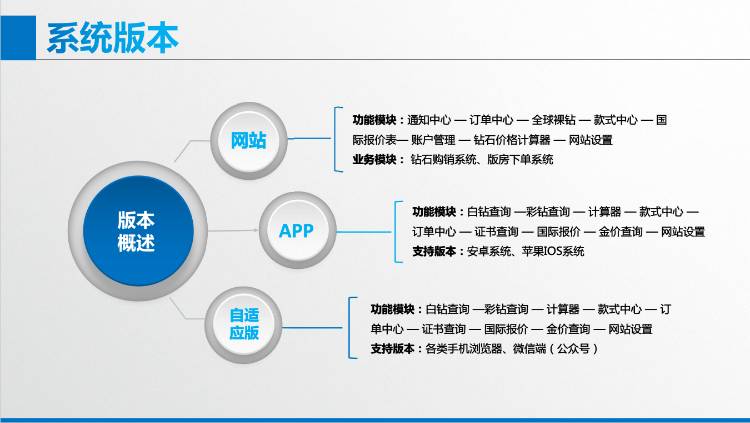 系统版本
网站
功能模块：通知中心 — 订单中心 — 全球裸钻 — 款式中心 — 国
际报价表— 账户管理 — 钻石价格计算器 — 网站设置
业务模块： 钻石购销系统、版房下单系统
版本
概述
APP
功能模块：白钻查询 —彩钻查询 — 计算器 — 款式中心 —
订单中心 — 证书查询 — 国际报价 — 金价查询 — 网站设置
支持版本：安卓系统、苹果IOS系统
自适
应版
功能模块：白钻查询 —彩钻查询 — 计算器 — 款式中心 — 订
单中心 — 证书查询 — 国际报价 — 金价查询 — 网站设置
支持版本：各类手机浏览器、微信端（公众号）